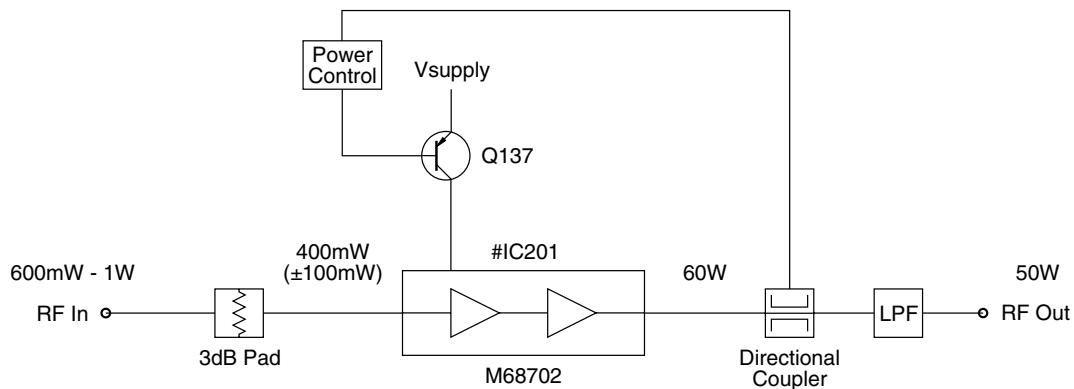 Power
Control
Vsupply
Q137
600mW - 1W
400mW
(±100mW)
#IC201
60W
50W
RF In
LPF
RF Out
3dB Pad
M68702
Directional
Coupler